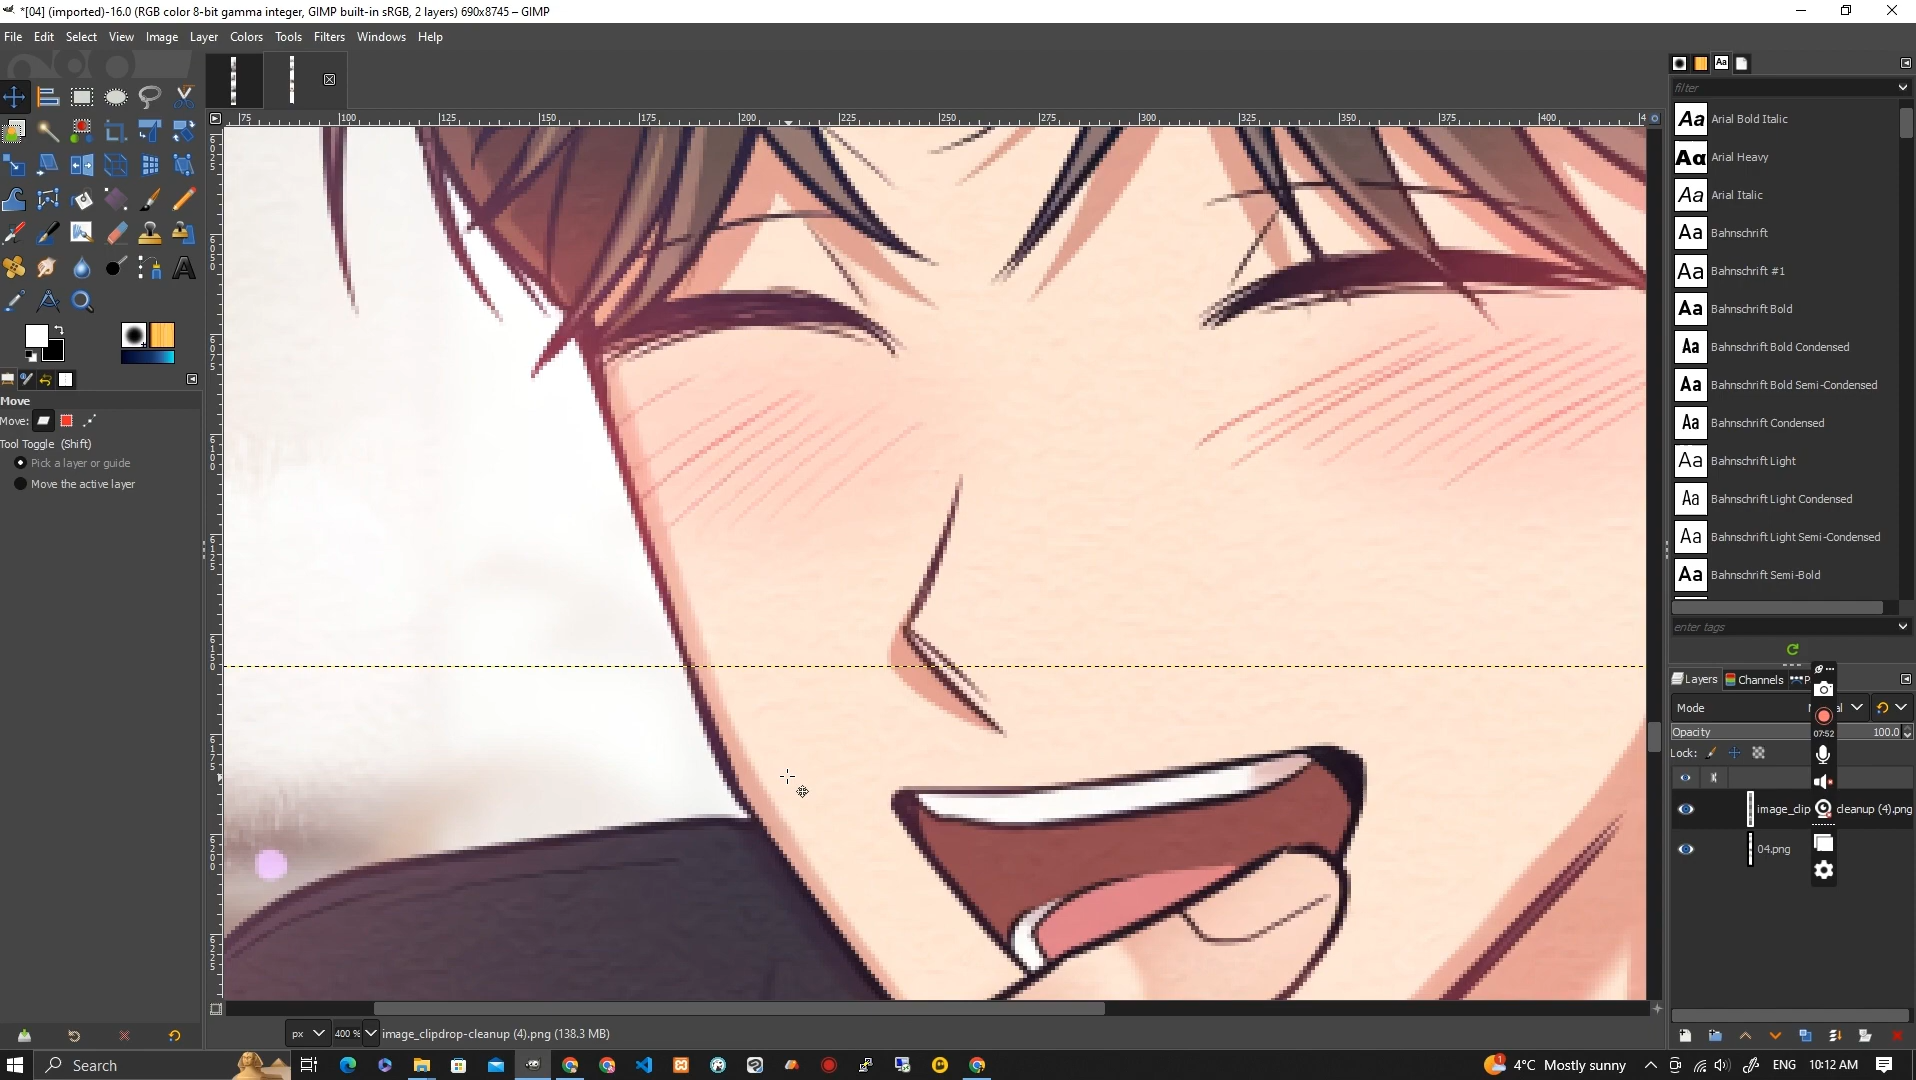 *[04] (imported)-16.0 (RGB color 8-bit gamma integer, GIMP built-in sRGB, 2 layers) 690x8745 – GIMP
File Edit Select View Image Layer Colors Tools Filters Windows Help
75 100 125 150 175 200 225 250 275 300 325 350 375 400 4
filter
Arial Bold Italic
Arial Heavy
Arial Italic
Bahnschrift
Bahnschrift #1
Bahnschrift Bold
Bahnschrift Bold Condensed
Bahnschrift Bold Semi-Condensed
Bahnschrift Condensed
Bahnschrift Light
Bahnschrift Light Condensed
Bahnschrift Light Semi-Condensed
Bahnschrift Semi-Bold
enter tags
Move
Move:
Tool Toggle (Shift)
Pick a layer or guide
Move the active layer
Layers Channels
Mode
Opacity 100.0
07:52
Lock:
image_clip cleanup (4).png
04.png
px 400 % image_clipdrop-cleanup (4).png (138.3 MB)
Search
4°C Mostly sunny ENG 10:12 AM